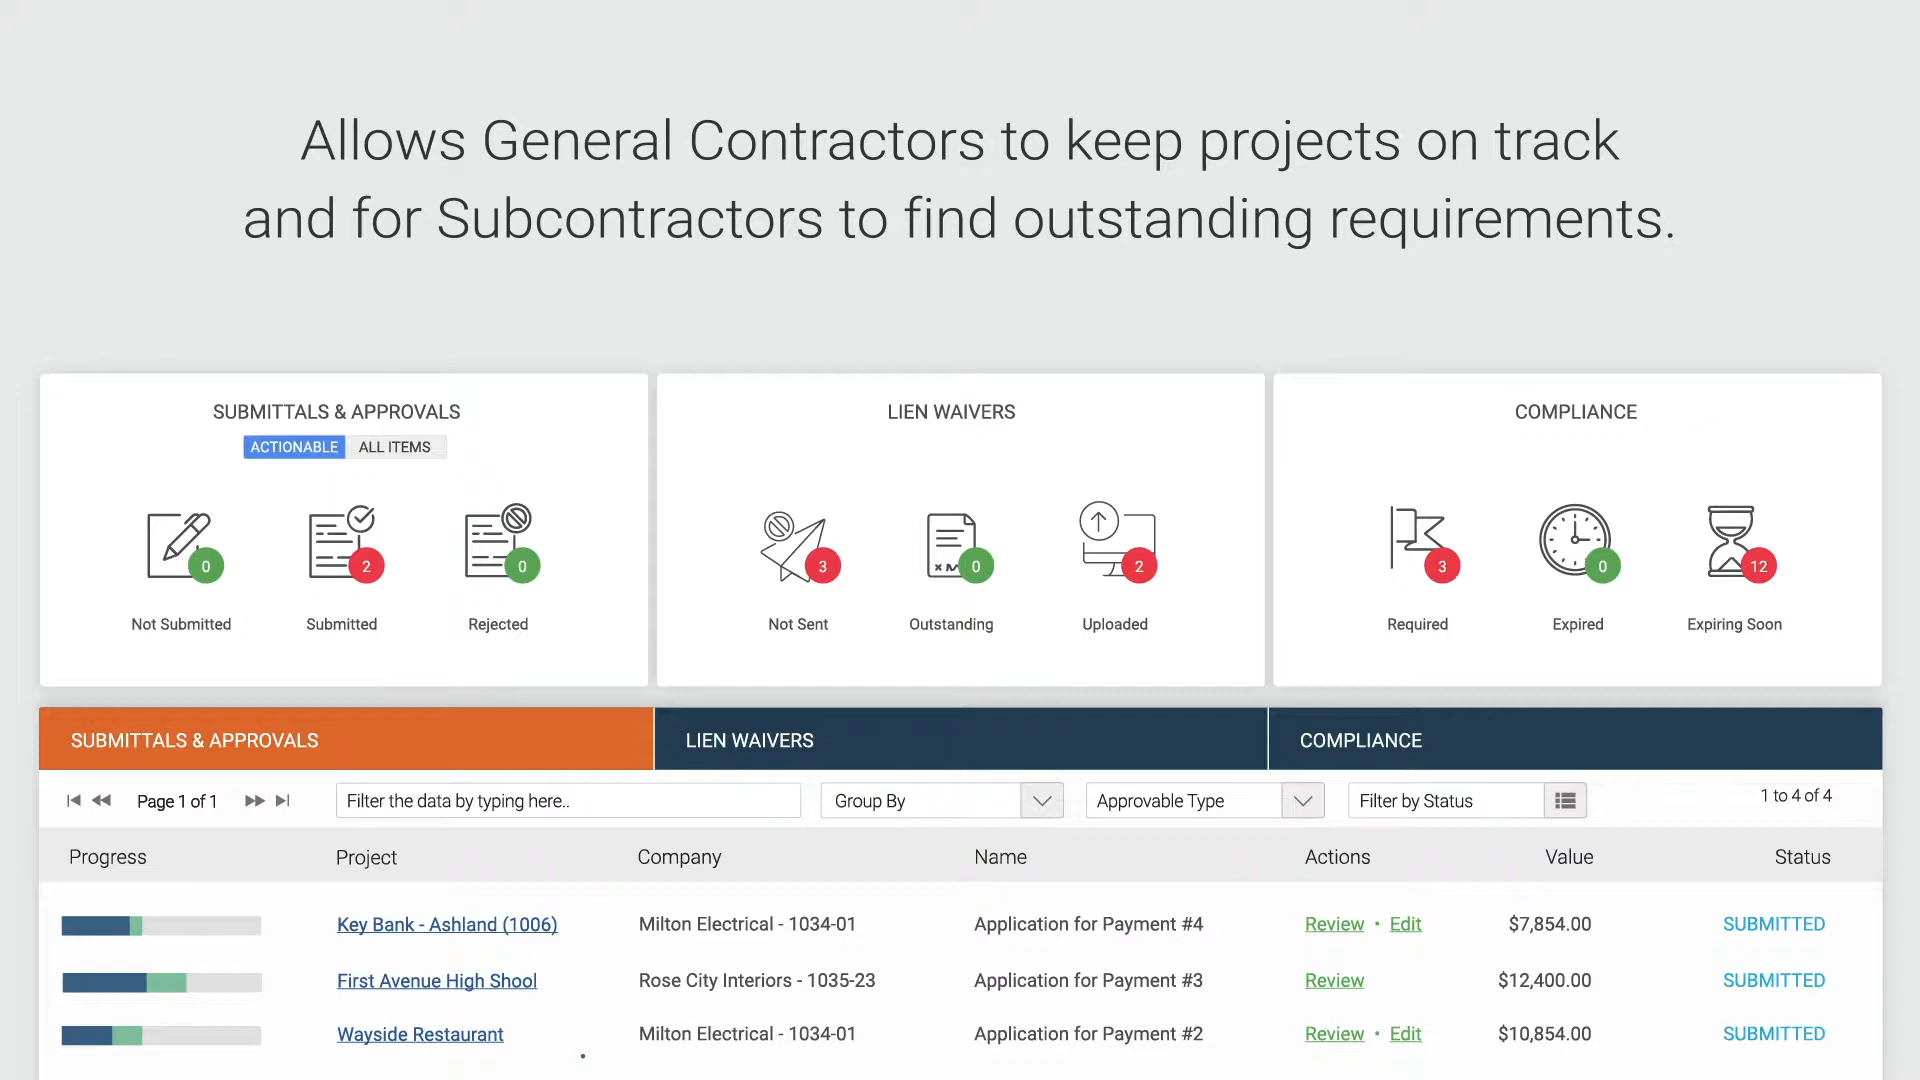 Allows General Contractors to keep projects on track
and for Subcontractors to find outstanding requirements.
SUBMITTALS & APPROVALS
ACTIONABLE ALL ITEMS
0 2 0
Not Submitted Submitted Rejected
LIEN WAIVERS
3 0 2
Not Sent Outstanding Uploaded
COMPLIANCE
3 0 12
Required Expired Expiring Soon
SUBMITTALS & APPROVALS LIEN WAIVERS COMPLIANCE
Page 1 of 1 Filter the data by typing here.. Group By Approvable Type Filter by Status 1 to 4 of 4
Progress Project Company Name Actions Value Status
Key Bank - Ashland (1006) Milton Electrical - 1034-01 Application for Payment #4 Review • Edit $7,854.00 SUBMITTED
First Avenue High Shool Rose City Interiors - 1035-23 Application for Payment #3 Review $12,400.00 SUBMITTED
Wayside Restaurant Milton Electrical - 1034-01 Application for Payment #2 Review • Edit $10,854.00 SUBMITTED